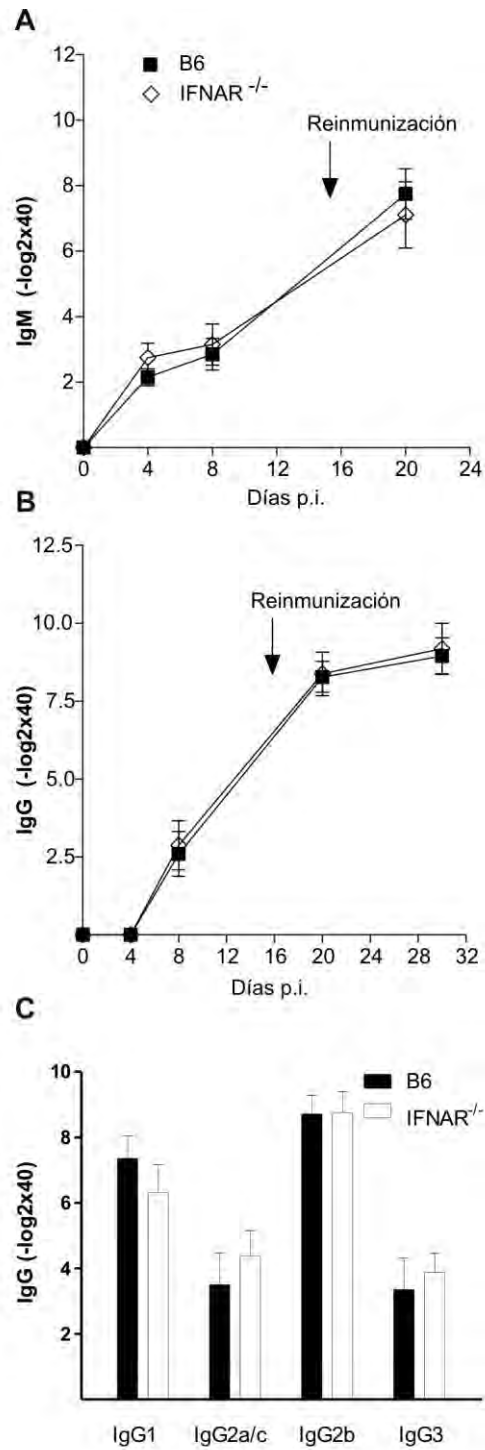 A
12
B6
IFNAR -/-
10
Reinmunización
8
6
4
2
IgM (-log2x40)
0 4 8 12 16 20 24
Días p.i.
B
12.5
Reinmunización
10.0
7.5
5.0
2.5
IgG (-log2x40)
0 4 8 12 16 20 24 28 32
Días p.i.
C
10
B6
IFNAR-/-
8
6
4
2
IgG (-log2x40)
IgG1 IgG2a/c IgG2b IgG3